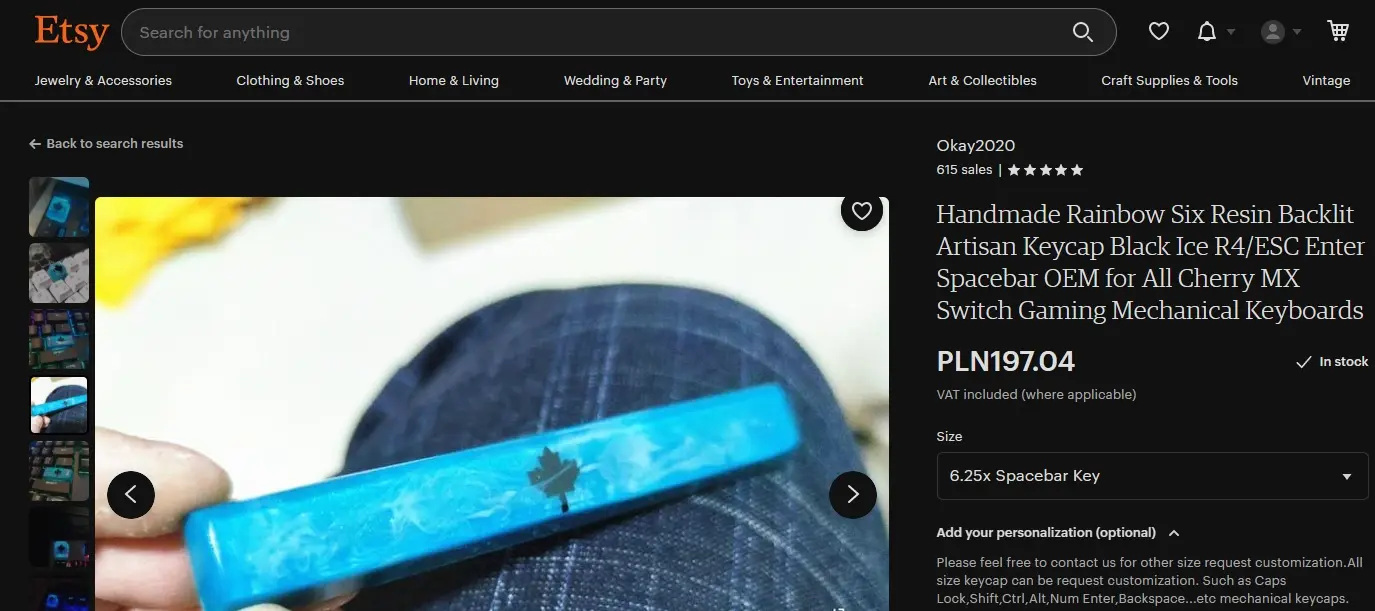 Etsy
Search for anything
Jewelry & Accessories
Clothing & Shoes
Home & Living
Wedding & Party
Toys & Entertainment
Art & Collectibles
Craft Supplies & Tools
Vintage
Back to search results
Okay2020
615 sales |
Handmade Rainbow Six Resin Backlit
Artisan Keycap Black Ice R4/ESC Enter
Spacebar OEM for All Cherry MX
Switch Gaming Mechanical Keyboards
PLN197.04
In stock
VAT included (where applicable)
Size
6.25x Spacebar Key
Add your personalization (optional)
Please feel free to contact us for other size request customization.All
size keycap can be request customization. Such as Caps
Lock,Shift,Ctrl,Alt,Num Enter,Backspace...etc mechanical keycaps.